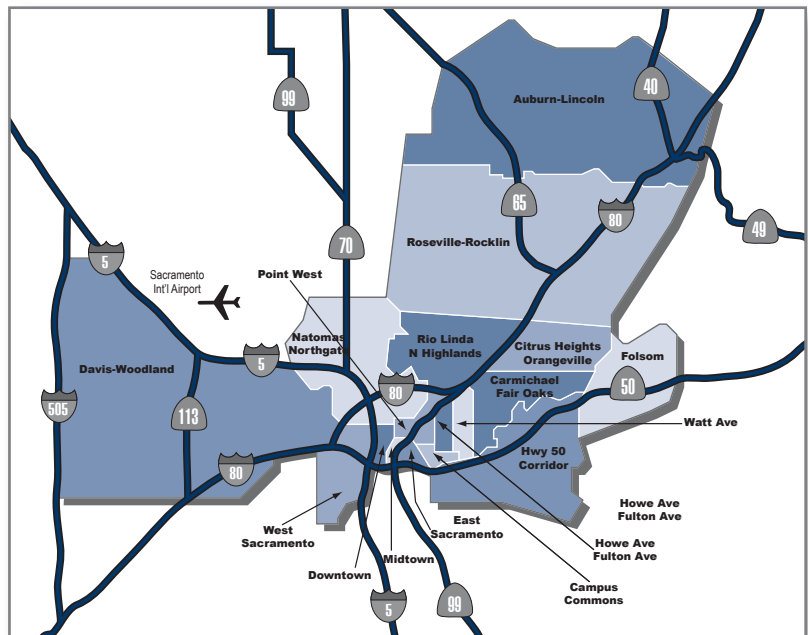 40
99
Auburn-Lincoln
65
80
49
70
Roseville-Rocklin
5
Sacramento
Int'l Airport
Point West
Natomas
Northgate
Rio Linda
N Highlands
Citrus Heights
Orangeville
Folsom
Davis-Woodland
5
Carmichael
Fair Oaks
50
80
505
113
Watt Ave
Hwy 50
Corridor
80
Howe Ave
Fulton Ave
West
Sacramento
East
Sacramento
Howe Ave
Fulton Ave
Midtown
Downtown
Campus
Commons
5
99